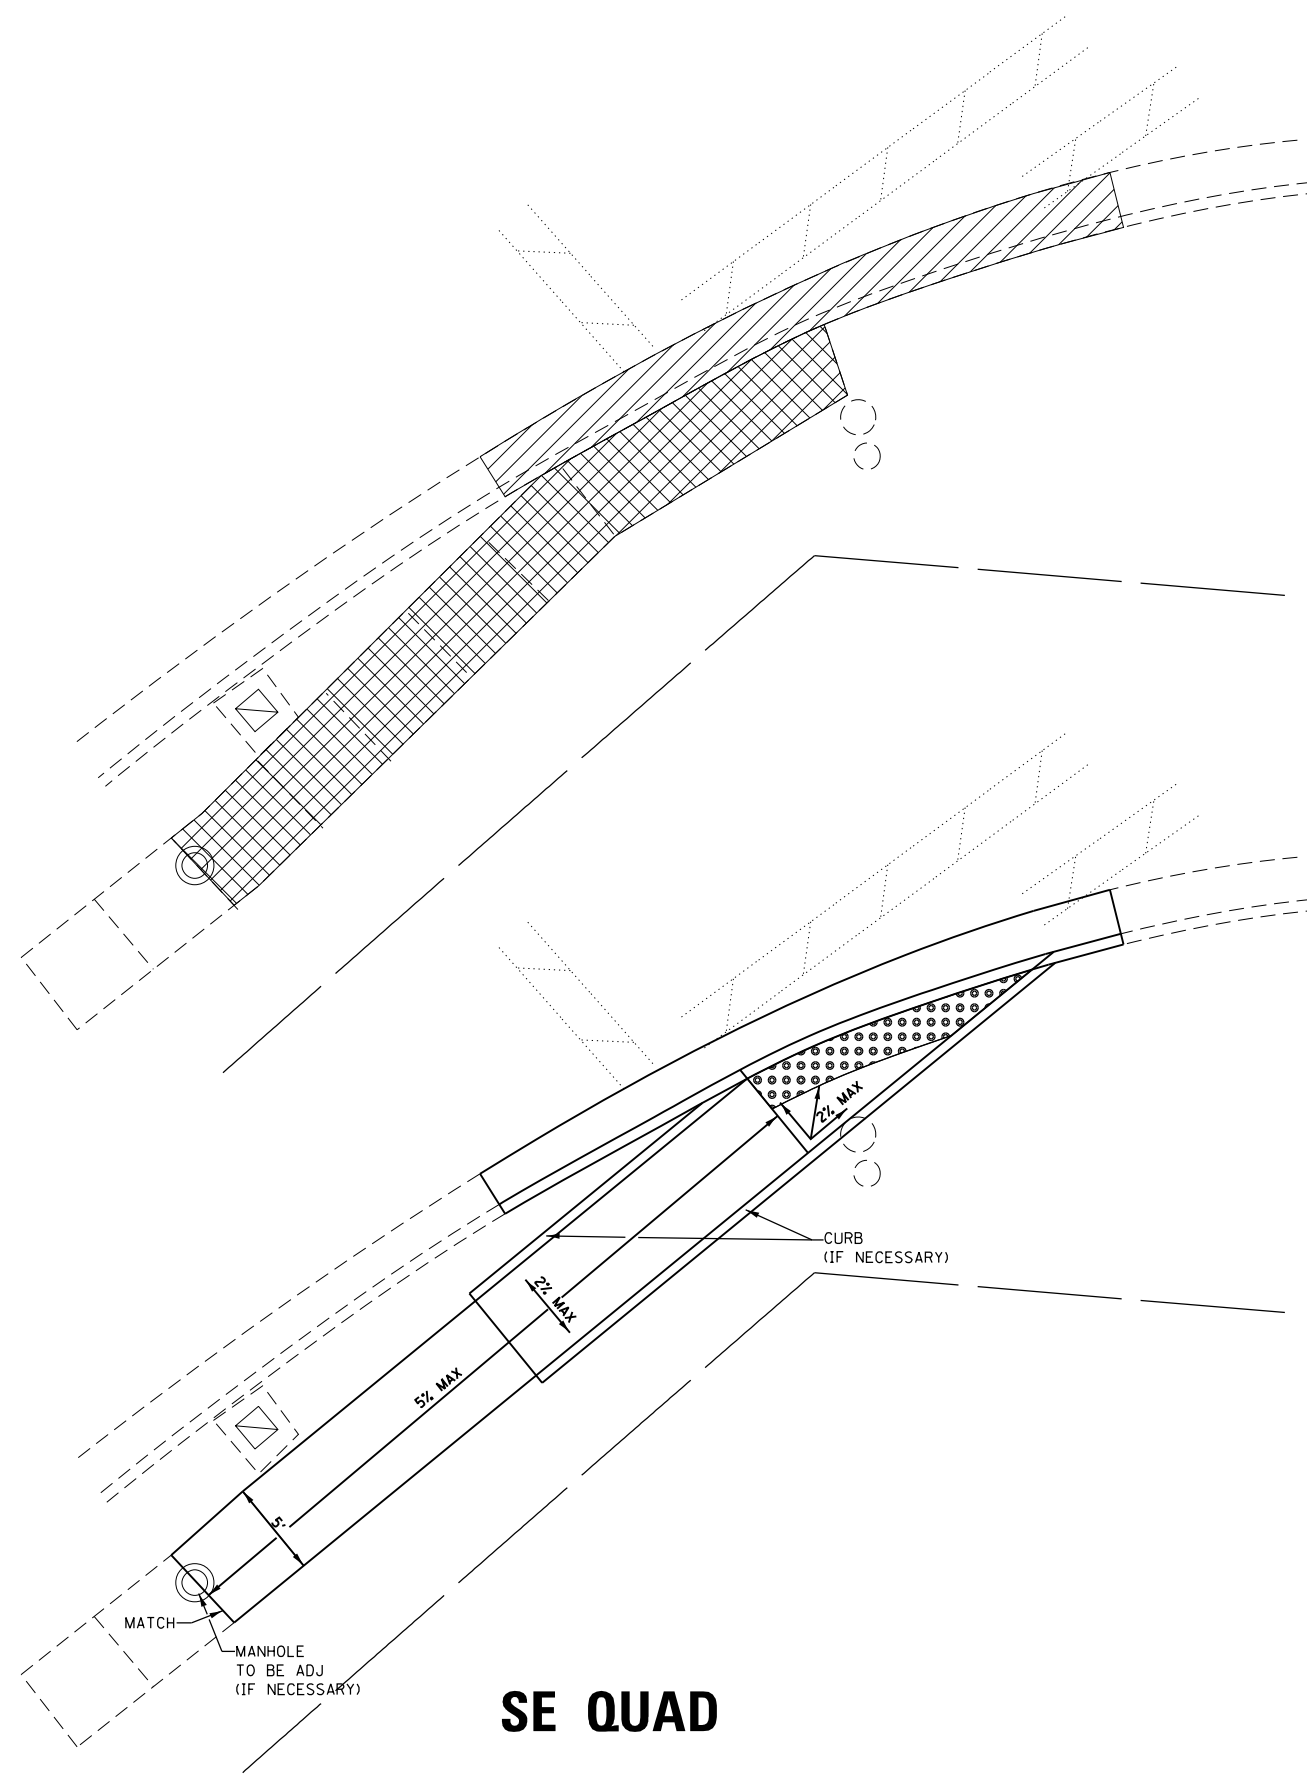 2% MAX
CURB
(IF NECESSARY)
2% MAX
5% MAX
5'
MATCH
MANHOLE
TO BE ADJ
(IF NECESSARY)
SE QUAD